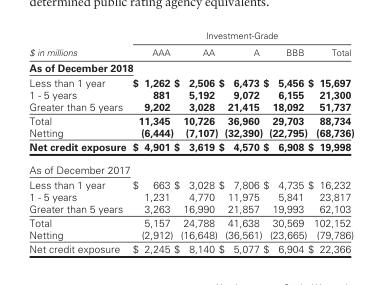 determined public rating agency equivalents.
Investment-Grade
$ in millions AAA AA A BBB Total
As of December 2018
Less than 1 year $ 1,262 $ 2,506 $ 6,473 $ 5,456 $ 15,697
1 - 5 years 881 5,192 9,072 6,155 21,300
Greater than 5 years 9,202 3,028 21,415 18,092 51,737
Total 11,345 10,726 36,960 29,703 88,734
Netting (6,444) (7,107) (32,390) (22,795) (68,736)
Net credit exposure $ 4,901 $ 3,619 $ 4,570 $ 6,908 $ 19,998
As of December 2017
Less than 1 year $ 663 $ 3,028 $ 7,806 $ 4,735 $ 16,232
1 - 5 years 1,231 4,770 11,975 5,841 23,817
Greater than 5 years 3,263 16,990 21,857 19,993 62,103
Total 5,157 24,788 41,638 30,569 102,152
Netting (2,912) (16,648) (36,561) (23,665) (79,786)
Net credit exposure $ 2,245 $ 8,140 $ 5,077 $ 6,904 $ 22,366